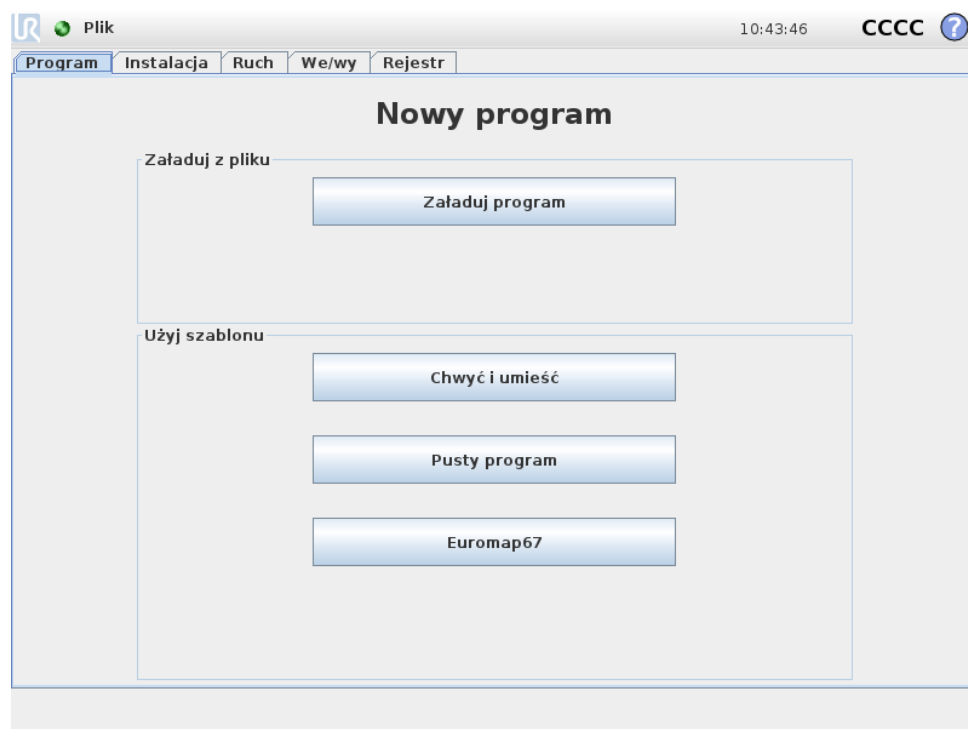 UR Plik 10:43:46 CCCC ?
Program Instalacja Ruch We/wy Rejestr
Nowy program
Załaduj z pliku
Załaduj program
Użyj szablonu
Chwyć i umieść
Pusty program
Euromap67